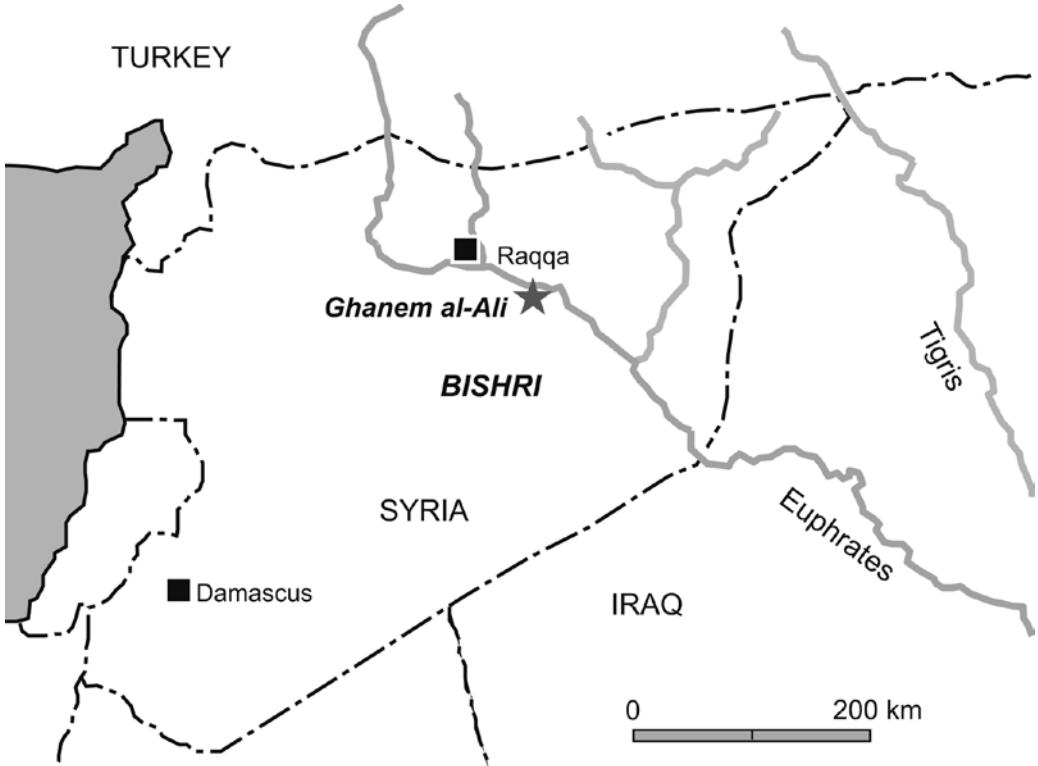 TURKEY
Raqqa
Ghanem al-Ali
BISHRI
Tigris
SYRIA
Euphrates
Damascus
IRAQ
0 200 km